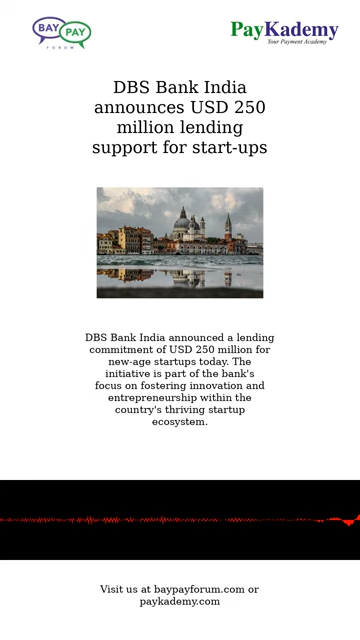 BAY
PAY
FORUM
PayKademy
Your Payment Academy
DBS Bank India
announces USD 250
million lending
support for start-ups
DBS Bank India announced a lending
commitment of USD 250 million for
new-age startups today. The
initiative is part of the bank's
focus on fostering innovation and
entrepreneurship within the
country's thriving startup
ecosystem.
Visit us at baypayforum.com or
paykademy.com